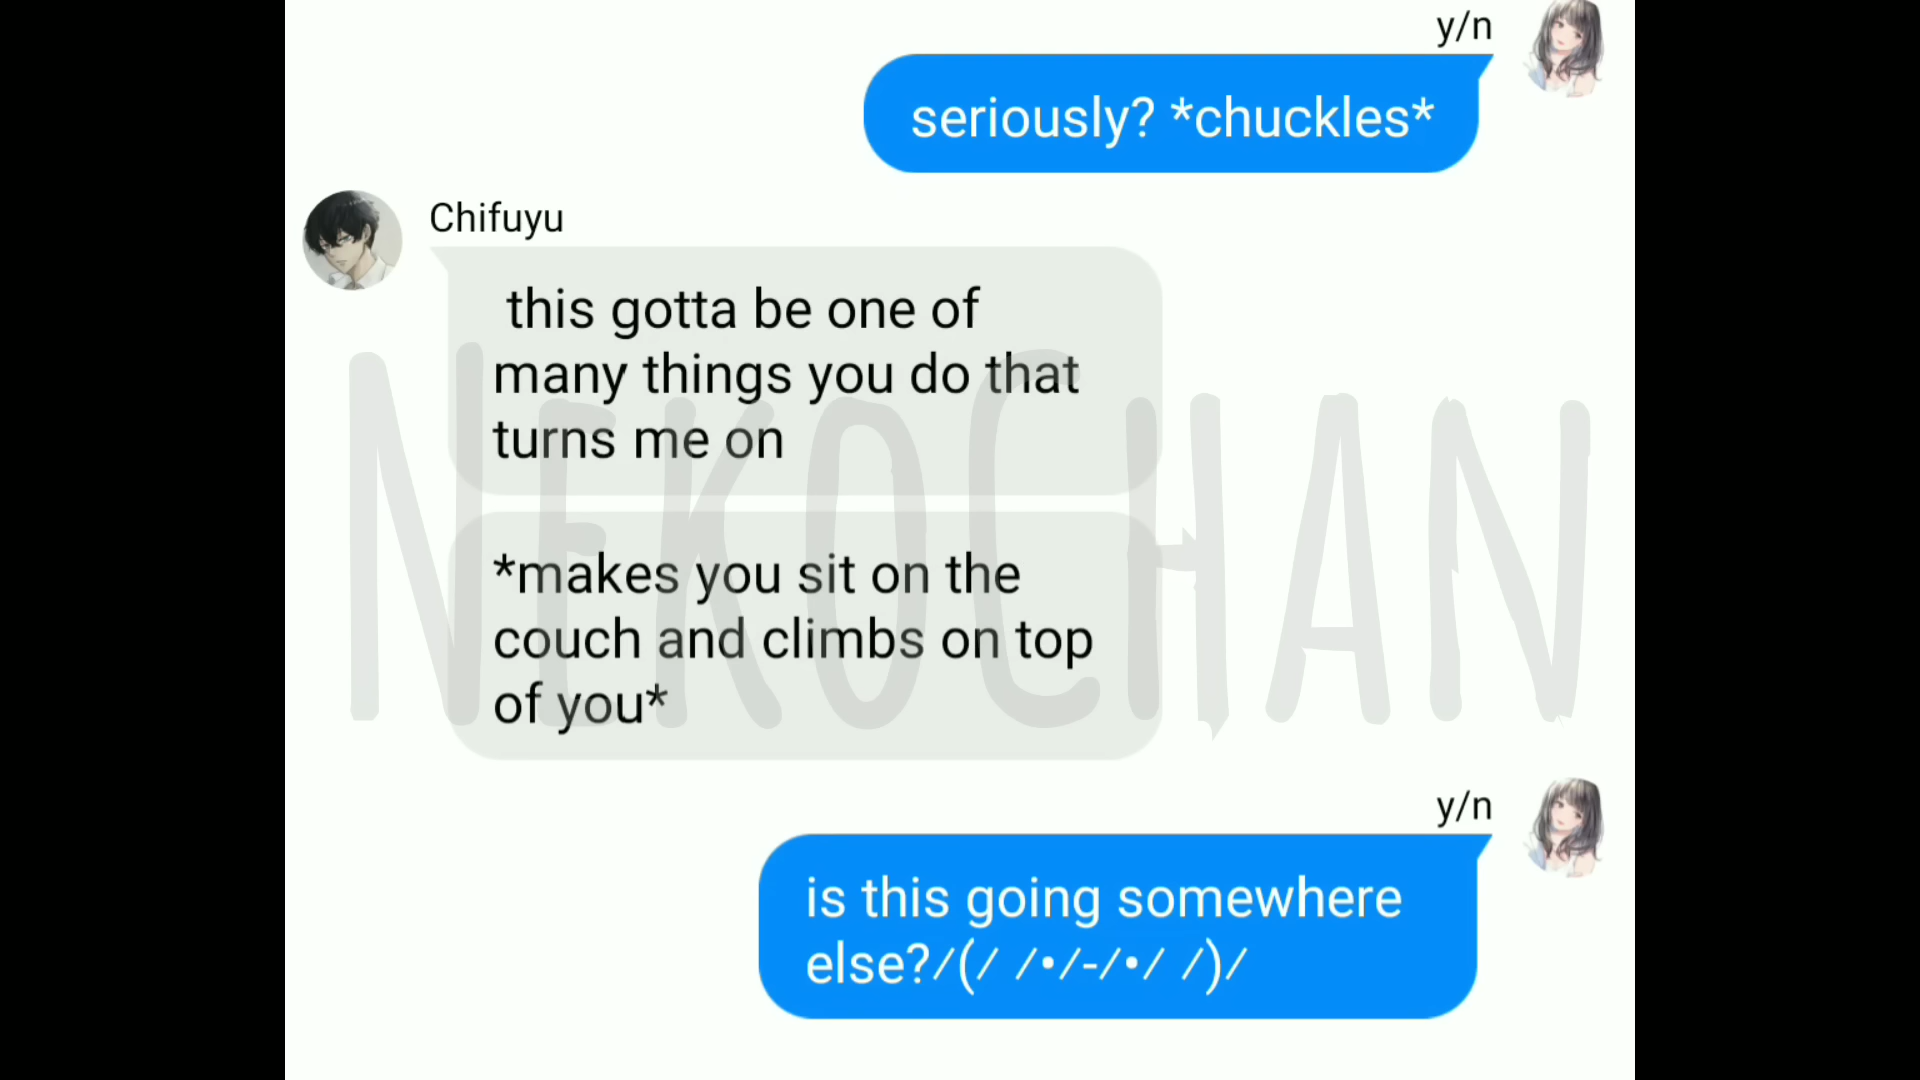 y/n
seriously? *chuckles*
Chifuyu
this gotta be one of
many things you do that
turns me on
*makes you sit on the
couch and climbs on top
of you*
y/n
is this going somewhere
else?/(/ /•/-/•/ /)/
NEKOCHAN